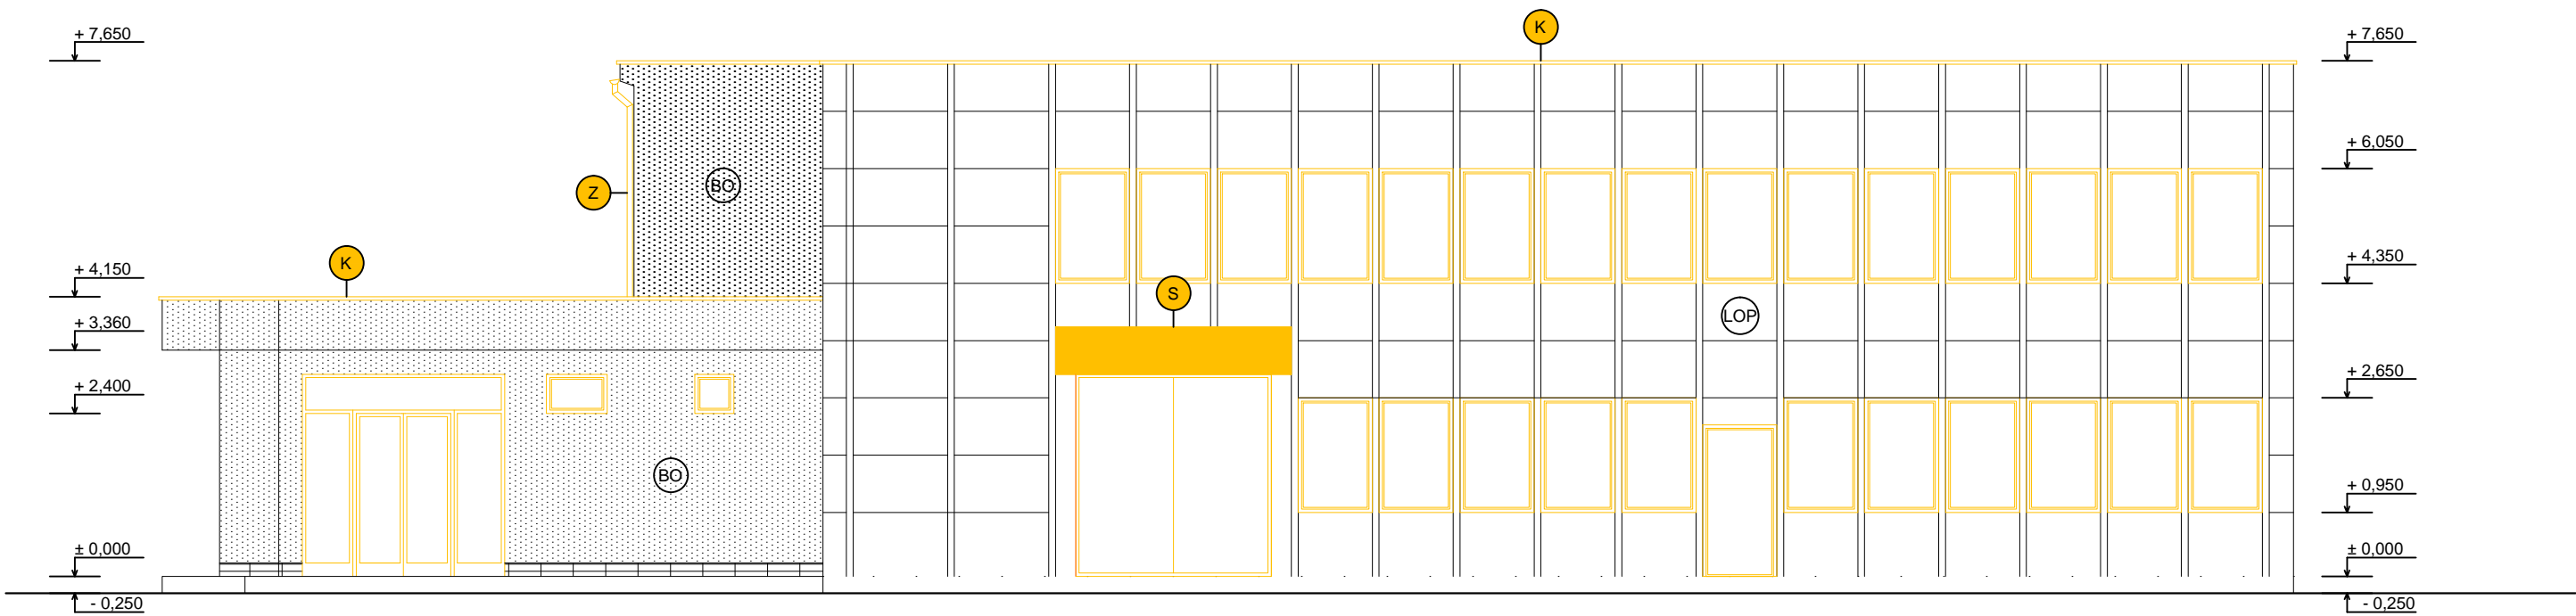 + 7,650
K
+ 7,650
+ 6,050
BO
Z
K
+ 4,150
+ 4,350
S
+ 3,360
LOP
+ 2,400
+ 2,650
BO
+ 0,950
± 0,000
± 0,000
- 0,250
- 0,250